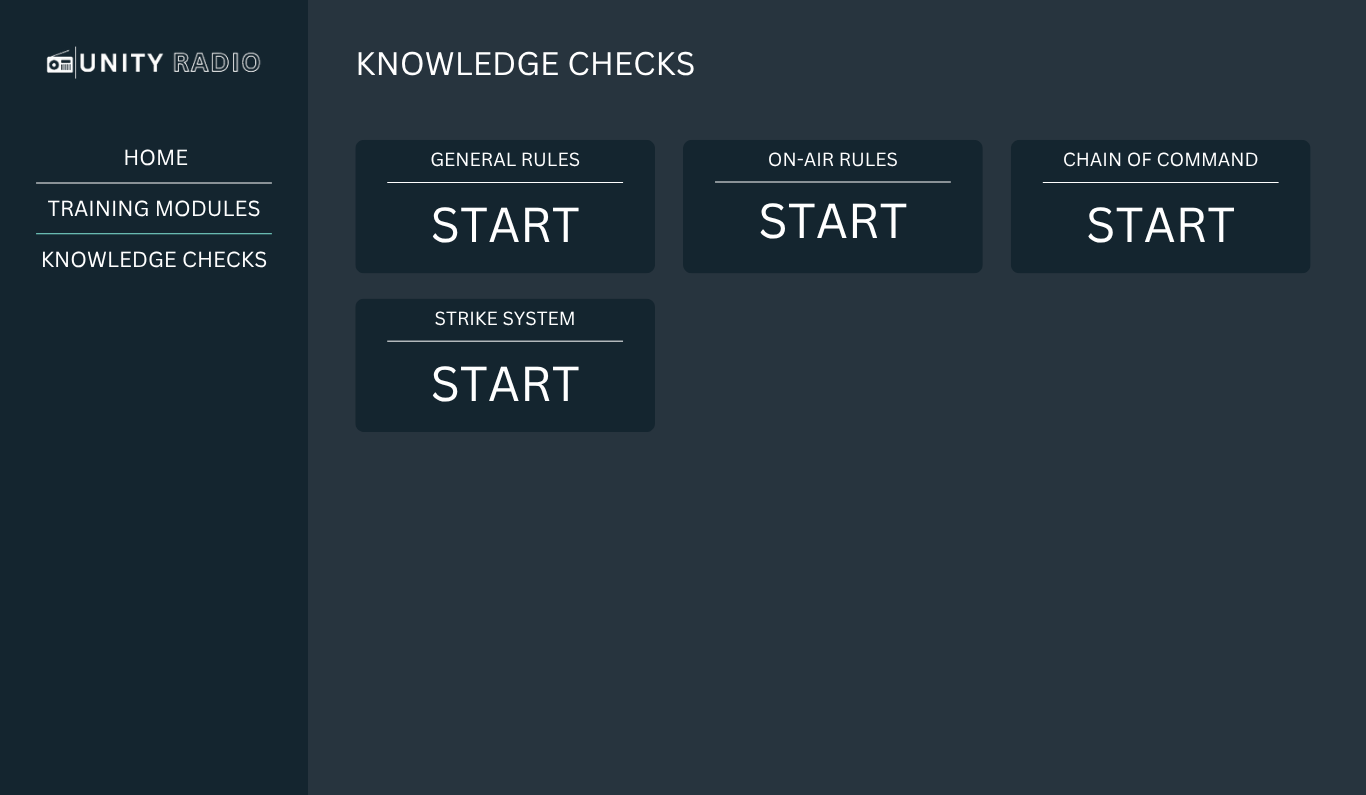 UNITY RADIO
HOME
TRAINING MODULES
KNOWLEDGE CHECKS
KNOWLEDGE CHECKS
GENERAL RULES
START
ON-AIR RULES
START
CHAIN OF COMMAND
START
STRIKE SYSTEM
START